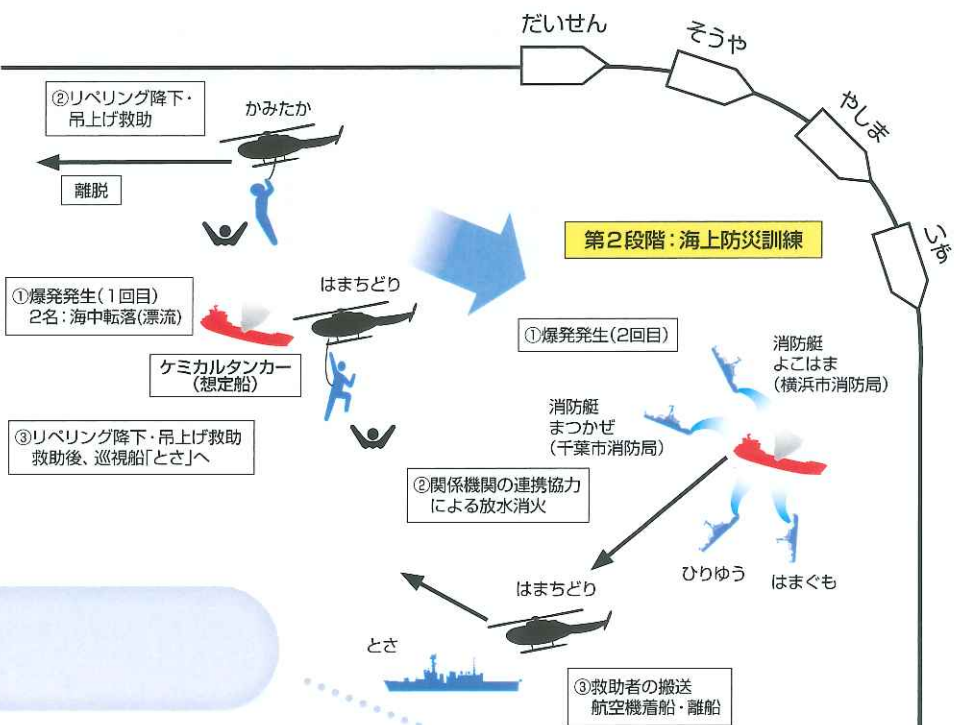 だいせん
そうや
やしま
いず
②リペリング降下・
吊上げ救助
かみたか
離脱
第2段階：海上防災訓練
①爆発発生(1回目)
2名：海中転落(漂流)
はまちどり
ケミカルタンカー
(想定船)
③リペリング降下・吊上げ救助
救助後、巡視船「とさ」へ
①爆発発生(2回目)
消防艇
よこはま
(横浜市消防局)
消防艇
まつかぜ
(千葉市消防局)
②関係機関の連携協力
による放水消火
ひりゆう
はまぐも
はまちどり
とさ
③救助者の搬送
航空機着船・離船